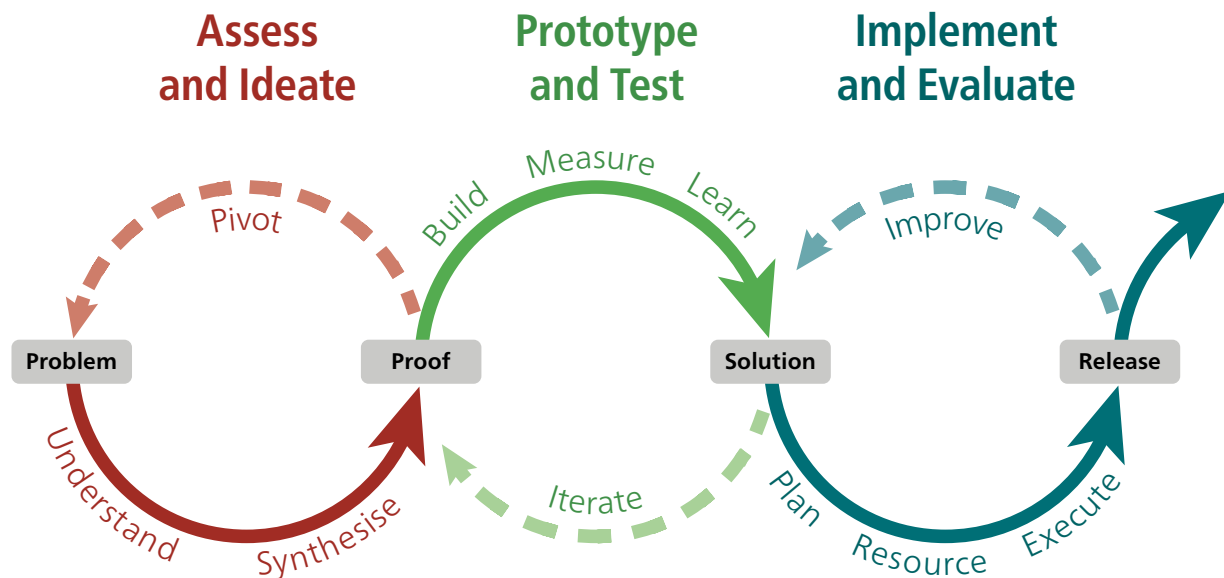 Assess
and Ideate
Prototype
and Test
Implement
and Evaluate
Pivot
Build
Measure
Learn
Improve
Problem
Proof
Solution
Release
Understand
Synthesise
Iterate
Plan
Resource
Execute